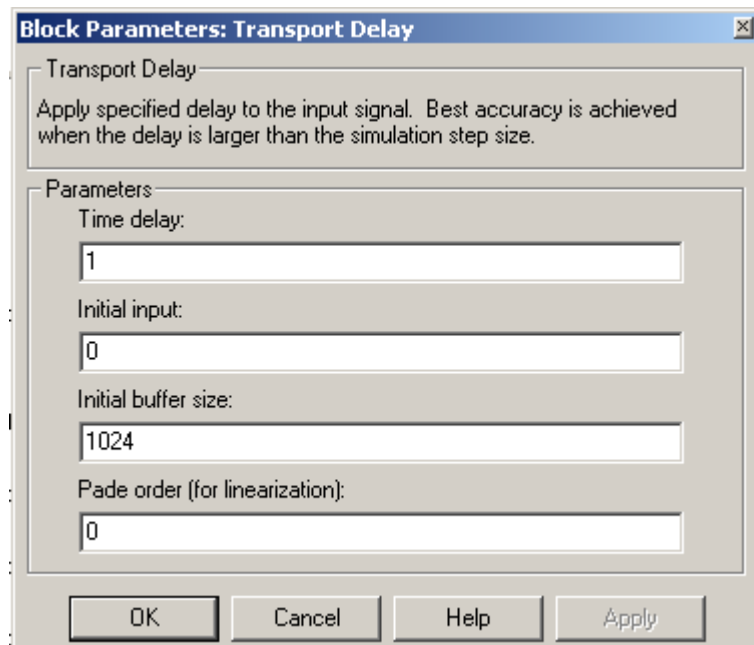 Block Parameters: Transport Delay
Transport Delay
Apply specified delay to the input signal.  Best accuracy is achieved
when the delay is larger than the simulation step size.
Parameters
Time delay:
1
Initial input:
0
Initial buffer size:
1024
Pade order (for linearization):
0
OK Cancel Help Apply